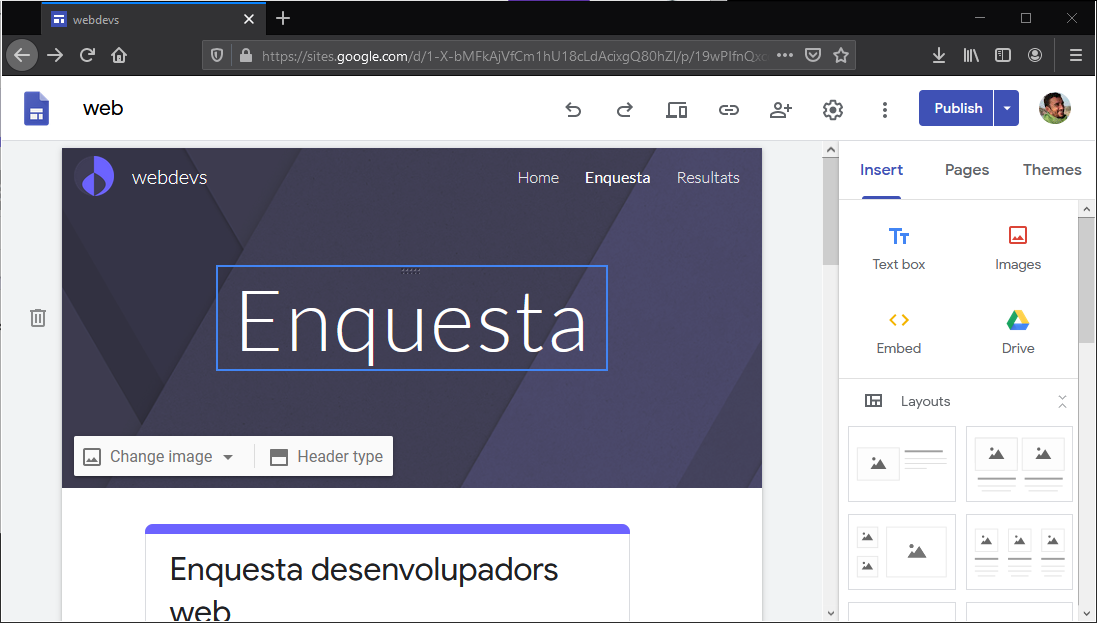 webdevs
https://sites.google.com/d/1-X-bMFkAjVfCm1hU18cLdAcixgQ80hZl/p/19wPIfnQxc
web
Publish
webdevs
Home Enquesta Resultats
Enquesta
Change image
Header type
Enquesta desenvolupadors
web
Insert Pages Themes
Text box
Images
Embed
Drive
Layouts